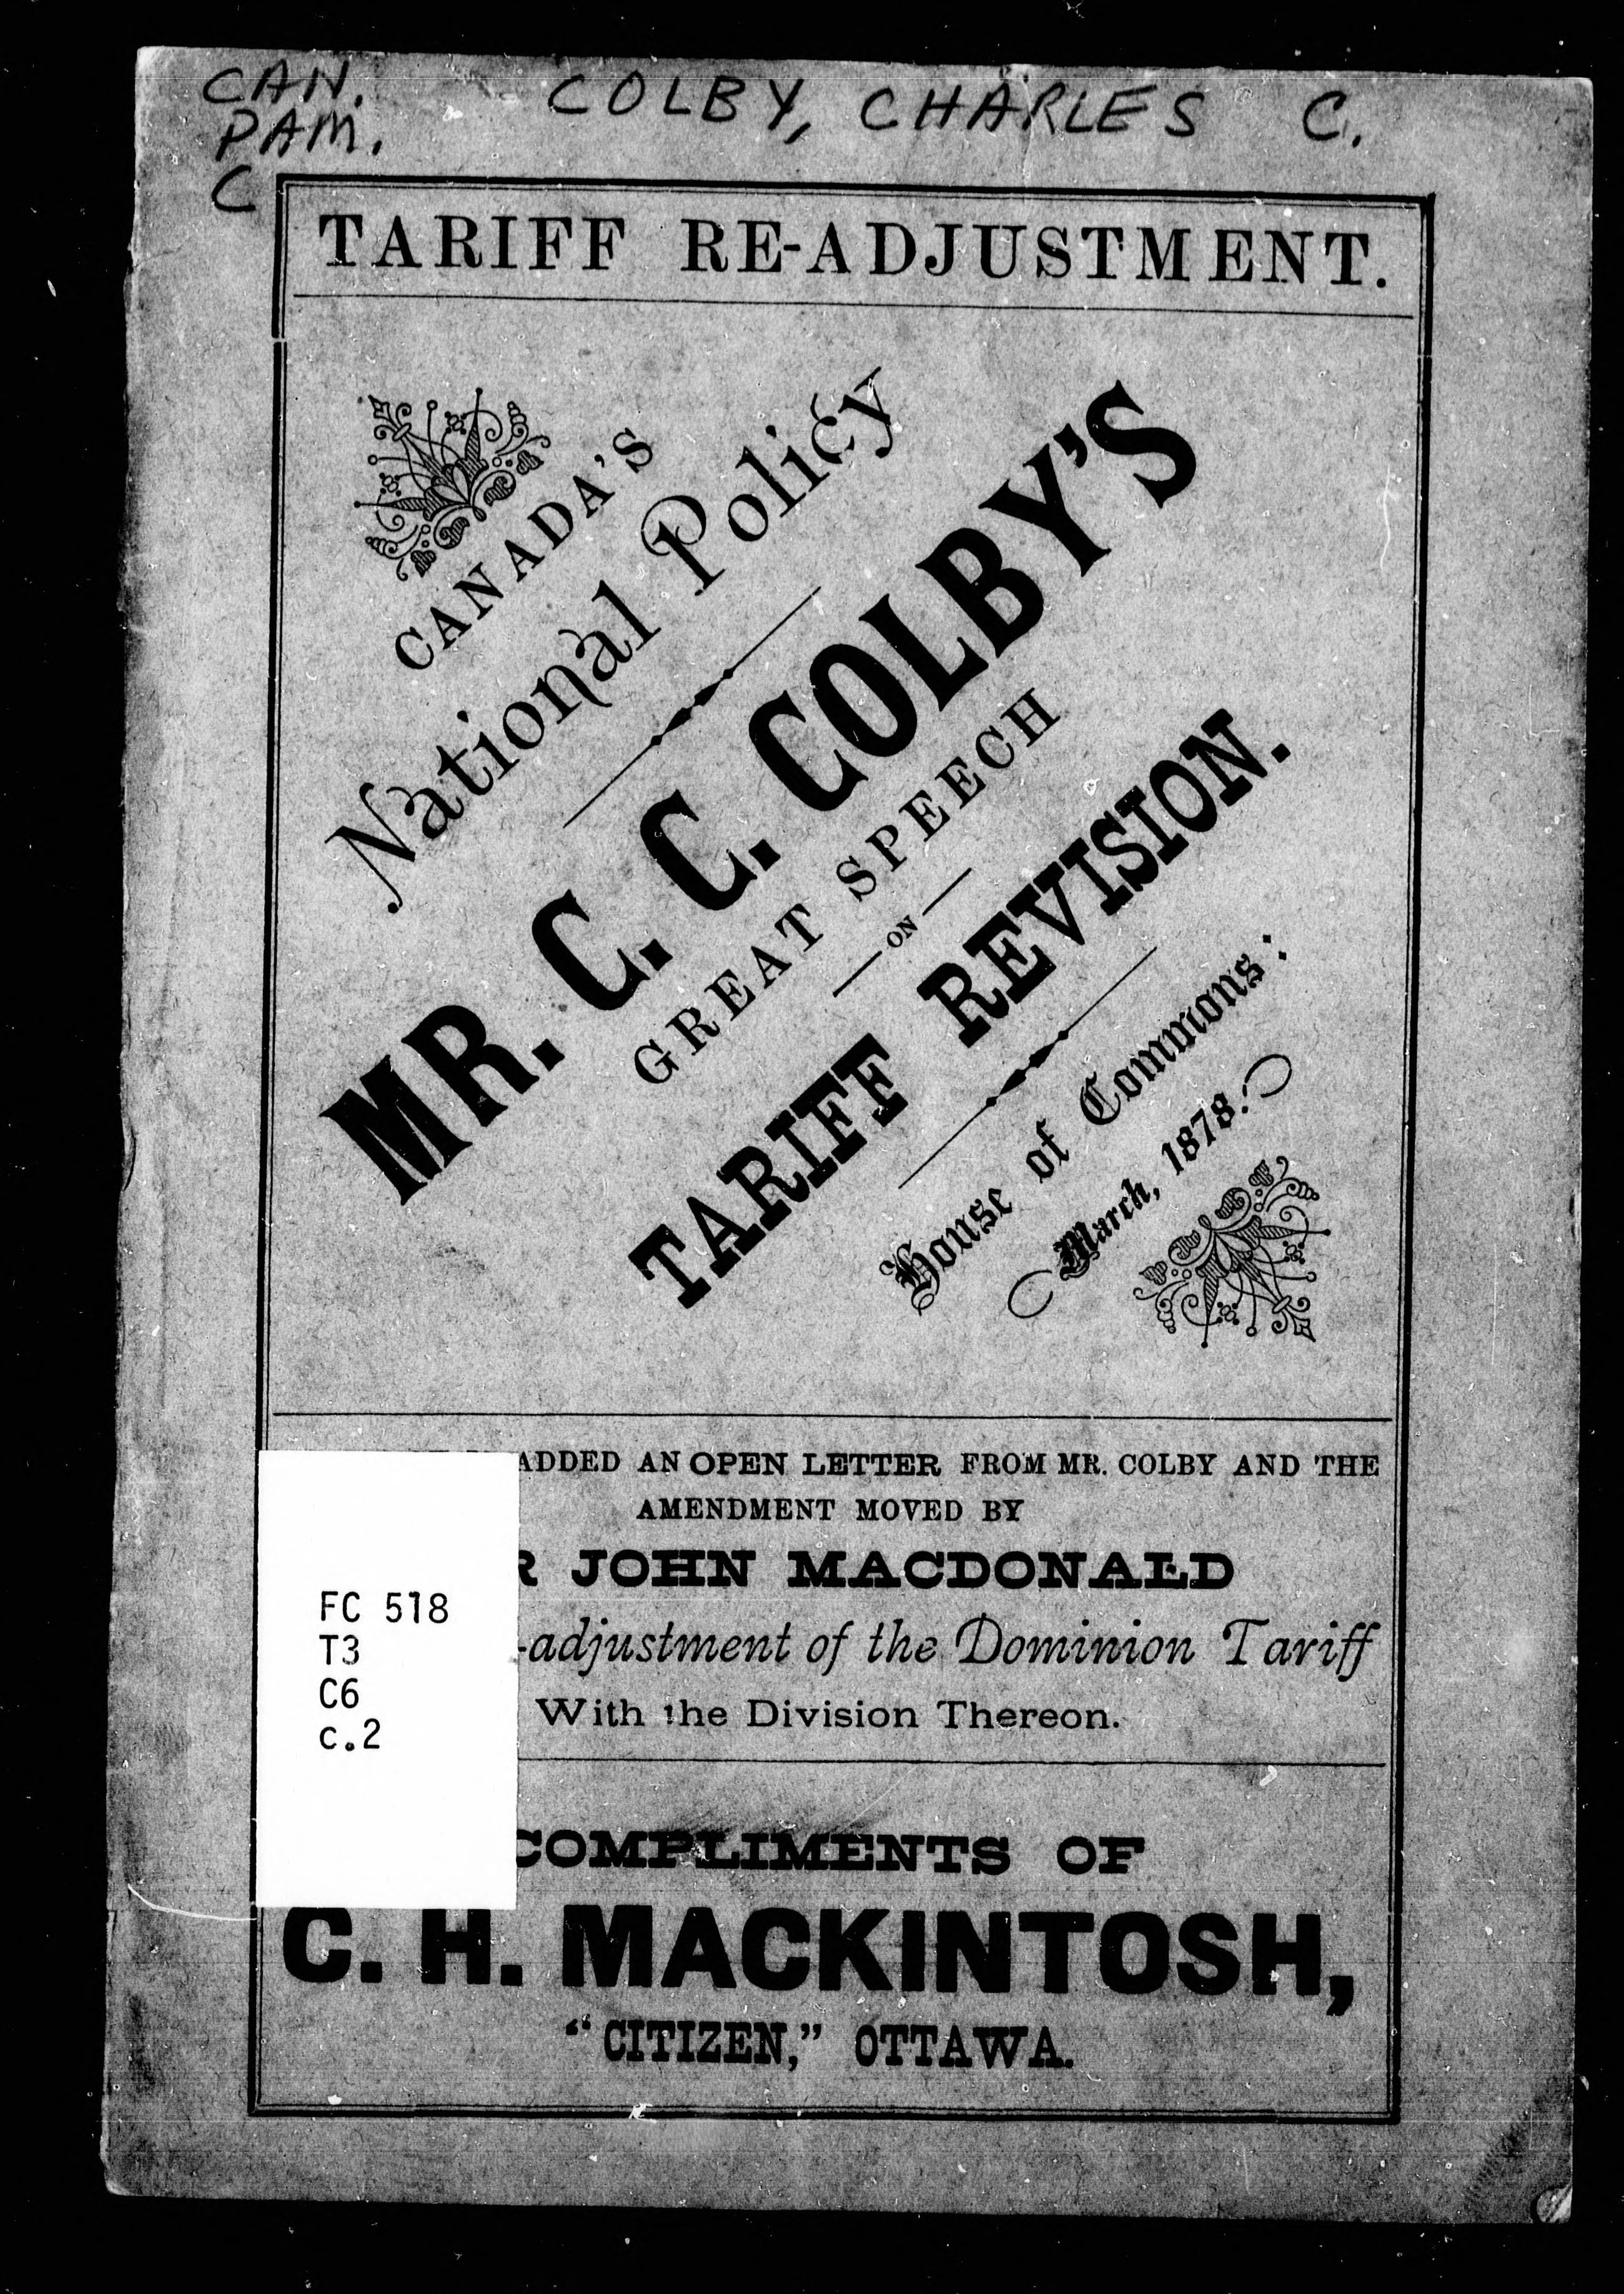 CAN.
PAM.
C
COLBY, CHARLES C.
TARIFF RE-ADJUSTMENT.
CANADA'S
National Policy
MR. C. C. COLBY'S
GREAT SPEECH
ON
TARIFF REVISION.
House of Commons:
March, 1878.
ADDED AN OPEN LETTER FROM MR. COLBY AND THE
AMENDMENT MOVED BY
R JOHN MACDONALD
-adjustment of the Dominion Tariff
With the Division Thereon.
FC 518
T3
C6
c.2
COMPLIMENTS OF
C. H. MACKINTOSH,
"CITIZEN," OTTAWA.